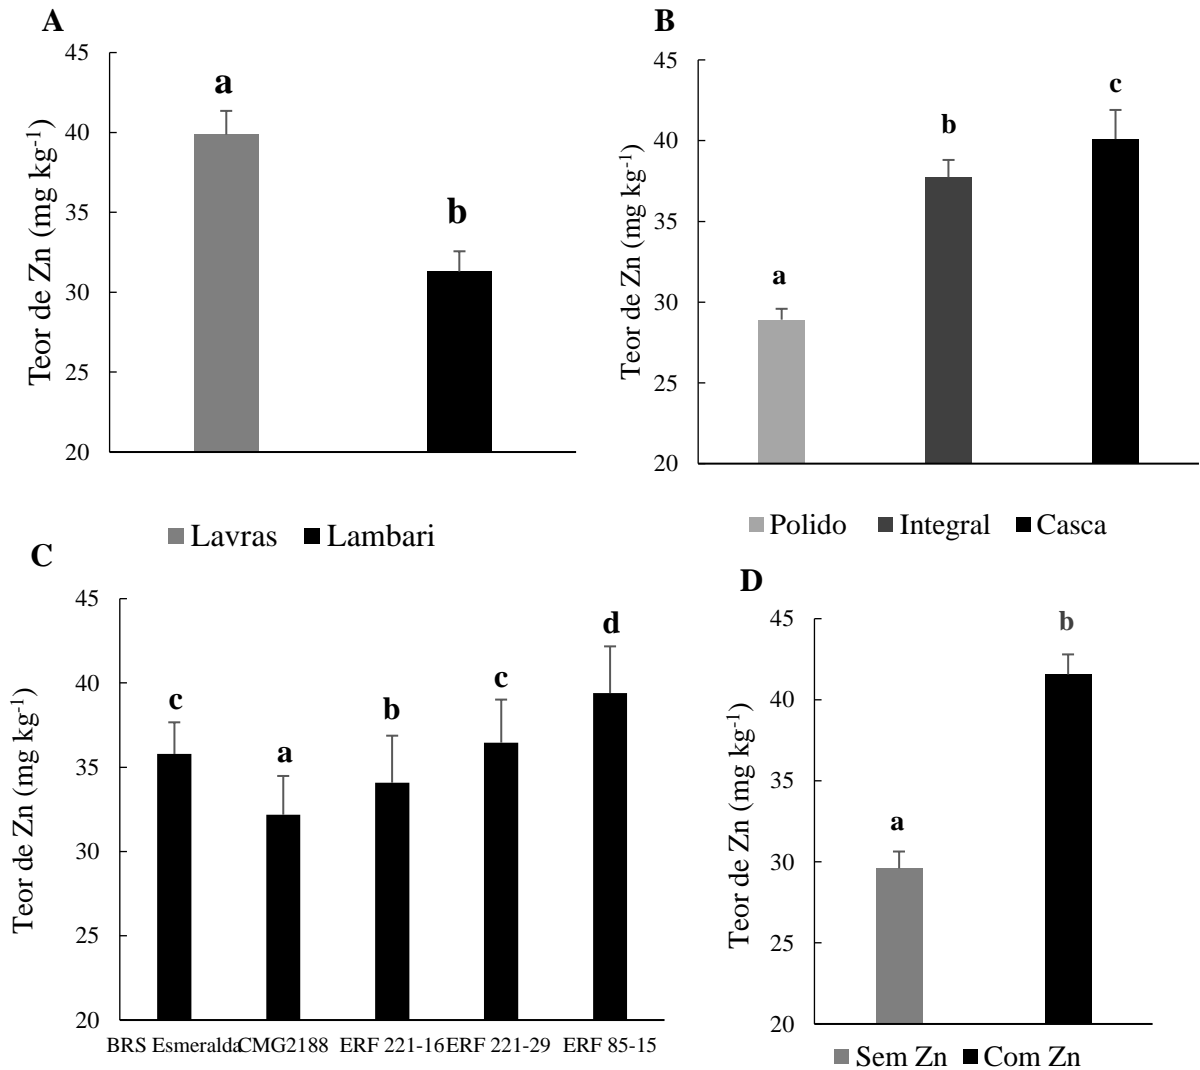 A
Teor de Zn (mg kg-1)
45
40
35
30
25
20
a
b
Lavras Lambari
B
Teor de Zn (mg kg-1)
45
40
35
30
25
20
a
b
c
Polido Integral Casca
C
Teor de Zn (mg kg-1)
45
40
35
30
25
20
c
a
b
c
d
BRS Esmeralda CMG2188 ERF 221-16 ERF 221-29 ERF 85-15
D
Teor de Zn (mg kg-1)
45
40
35
30
25
20
a
b
Sem Zn Com Zn